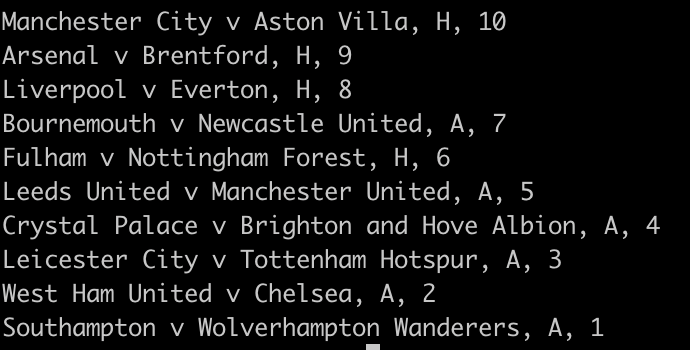 Manchester City v Aston Villa, H, 10
Arsenal v Brentford, H, 9
Liverpool v Everton, H, 8
Bournemouth v Newcastle United, A, 7
Fulham v Nottingham Forest, H, 6
Leeds United v Manchester United, A, 5
Crystal Palace v Brighton and Hove Albion, A, 4
Leicester City v Tottenham Hotspur, A, 3
West Ham United v Chelsea, A, 2
Southampton v Wolverhampton Wanderers, A, 1